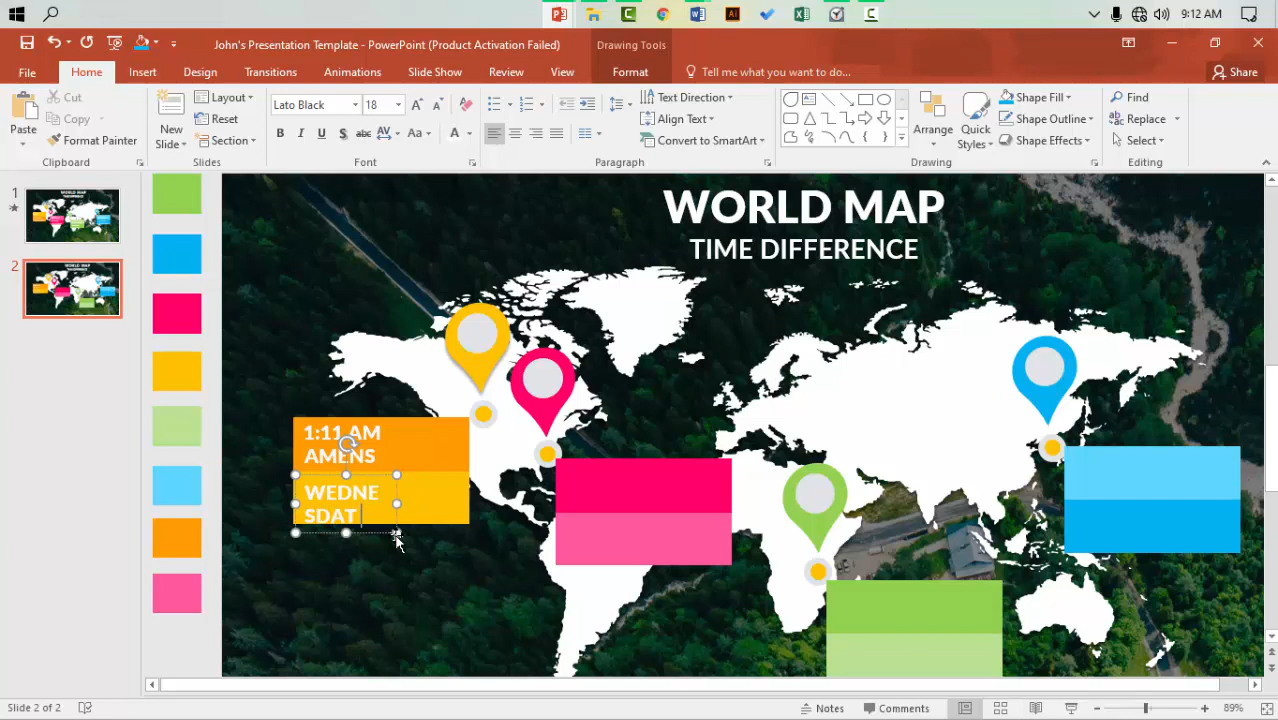 9:12 AM
John's Presentation Template - PowerPoint (Product Activation Failed)
Drawing Tools
File
Home
Insert
Design
Transitions
Animations
Slide Show
Review
View
Format
Tell me what you want to do...
Share
Paste
Cut
Copy
Format Painter
Clipboard
New
Slide
Layout
Reset
Section
Slides
Lato Black
18
Font
Text Direction
Align Text
Convert to SmartArt
Paragraph
Arrange
Quick
Styles
Shape Fill
Shape Outline
Shape Effects
Drawing
Find
Replace
Select
Editing
1
2
WORLD MAP
TIME DIFFERENCE
1:11 AM
AMENS
WEDNE
SDAT
Slide 2 of 2
Notes
Comments
89%